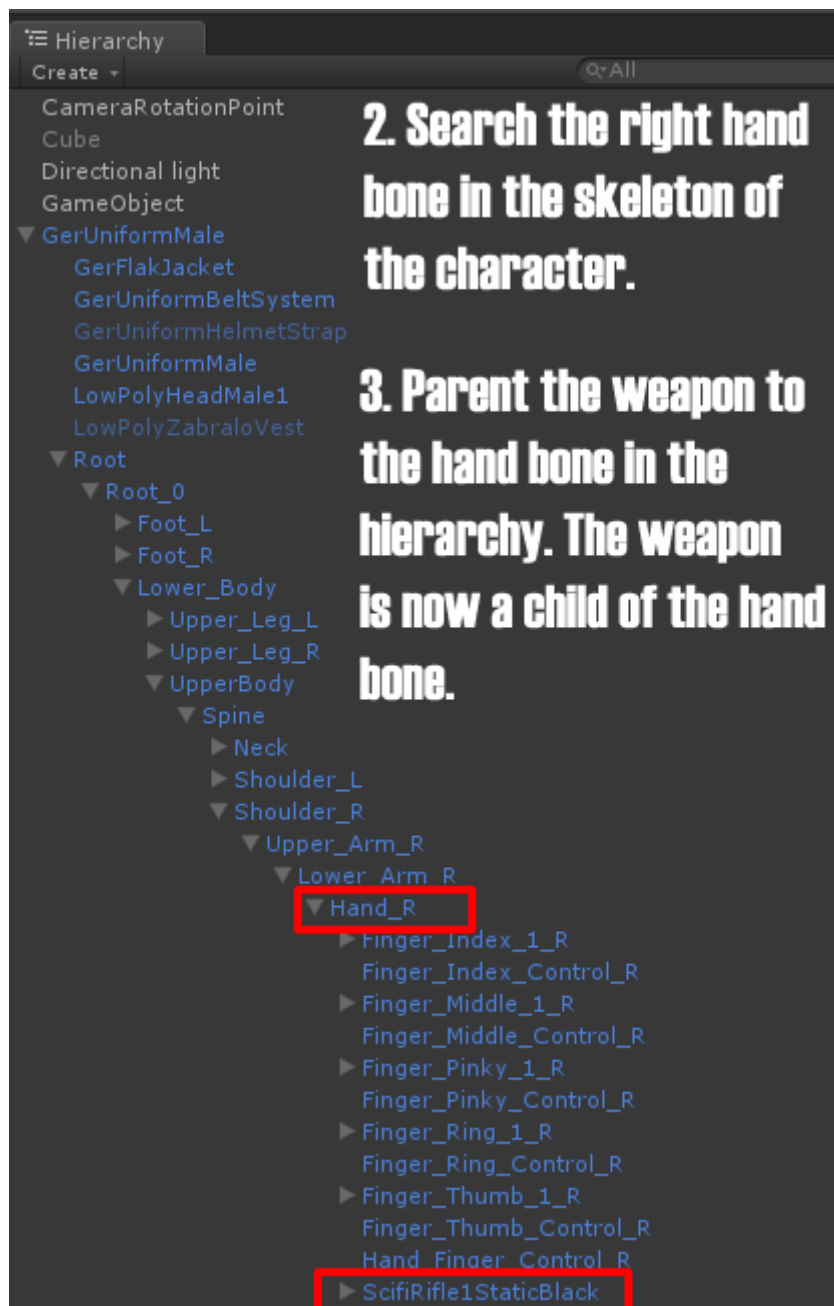 Hierarchy
Create
All
CameraRotationPoint
Cube
Directional light
GameObject
GerUniformMale
GerFlakJacket
GerUniformBeltSystem
GerUniformHelmetStrap
GerUniformMale
LowPolyHeadMale1
LowPolyZabraloVest
Root
Root_0
Foot_L
Foot_R
Lower_Body
Upper_Leg_L
Upper_Leg_R
UpperBody
Spine
Neck
Shoulder_L
Shoulder_R
Upper_Arm_R
Lower_Arm_R
Hand_R
Finger_Index_1_R
Finger_Index_Control_R
Finger_Middle_1_R
Finger_Middle_Control_R
Finger_Pinky_1_R
Finger_Pinky_Control_R
Finger_Ring_1_R
Finger_Ring_Control_R
Finger_Thumb_1_R
Finger_Thumb_Control_R
Hand_Finger_Control_R
ScifiRifle1StaticBlack
2. Search the right hand
bone in the skeleton of
the character.
3. Parent the weapon to
the hand bone in the
hierarchy. The weapon
is now a child of the hand
bone.